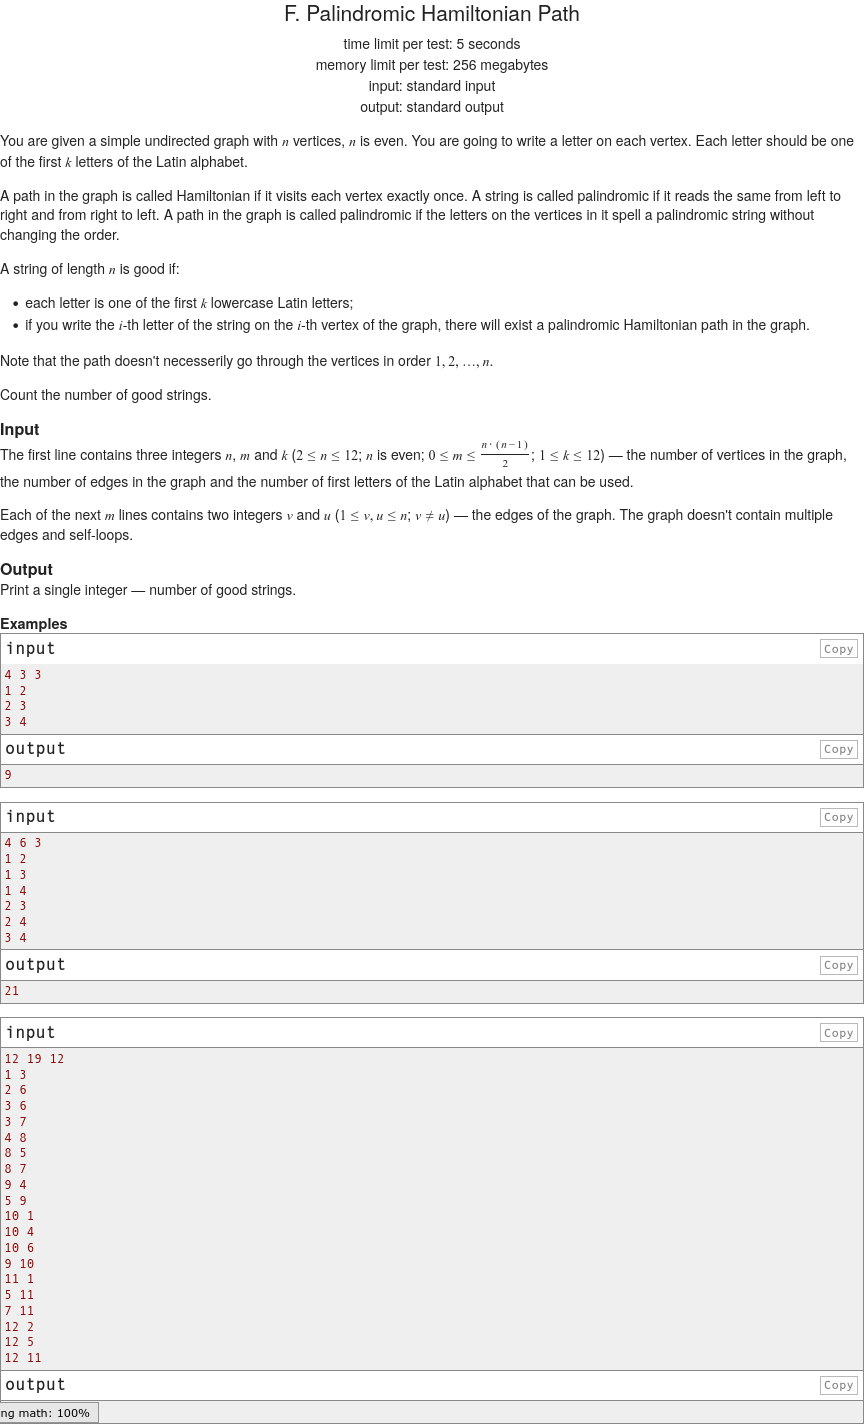 F. Palindromic Hamiltonian Path
time limit per test: 5 seconds
memory limit per test: 256 megabytes
input: standard input
output: standard output
You are given a simple undirected graph with n vertices, n is even. You are going to write a letter on each vertex. Each letter should be one
of the first k letters of the Latin alphabet.
A path in the graph is called Hamiltonian if it visits each vertex exactly once. A string is called palindromic if it reads the same from left to
right and from right to left. A path in the graph is called palindromic if the letters on the vertices in it spell a palindromic string without
changing the order.
A string of length n is good if:
• each letter is one of the first k lowercase Latin letters;
• if you write the i-th letter of the string on the i-th vertex of the graph, there will exist a palindromic Hamiltonian path in the graph.
Note that the path doesn't necesserily go through the vertices in order 1, 2, …, n.
Count the number of good strings.
Input
The first line contains three integers n, m and k (2 ≤ n ≤ 12; n is even; 0 ≤ m ≤ n·(n−1)/2; 1 ≤ k ≤ 12) — the number of vertices in the graph,
the number of edges in the graph and the number of first letters of the Latin alphabet that can be used.
Each of the next m lines contains two integers v and u (1 ≤ v, u ≤ n; v ≠ u) — the edges of the graph. The graph doesn't contain multiple
edges and self-loops.
Output
Print a single integer — number of good strings.
Examples
input Copy
4 3 3
1 2
2 3
3 4
output Copy
9
input Copy
4 6 3
1 2
1 3
1 4
2 3
2 4
3 4
output Copy
21
input Copy
12 19 12
1 3
2 6
3 6
3 7
4 8
8 5
8 7
9 4
5 9
10 1
10 4
10 6
9 10
11 1
5 11
7 11
12 2
12 5
12 11
output Copy
ng math: 100%